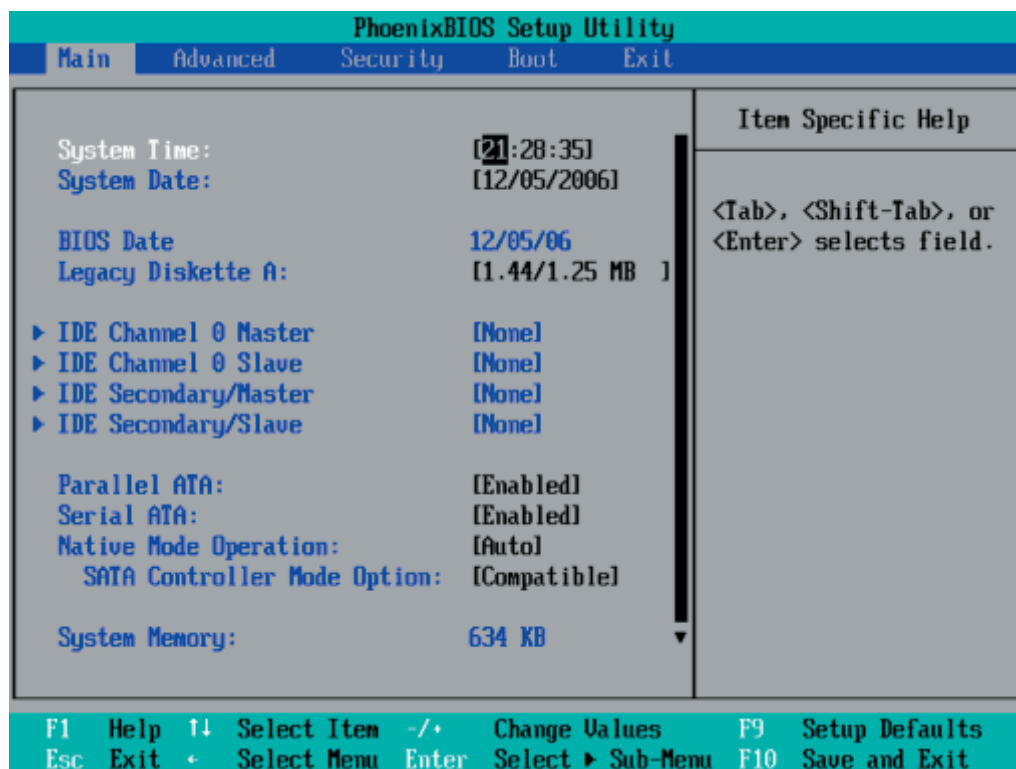 PhoenixBIOS Setup Utility
Main Advanced Security Boot Exit
Item Specific Help
System Time: [21:28:35]
System Date: [12/05/2006]
<Tab>, <Shift-Tab>, or
<Enter> selects field.
BIOS Date 12/05/06
Legacy Diskette A: [1.44/1.25 MB ]
▶ IDE Channel 0 Master [None]
▶ IDE Channel 0 Slave [None]
▶ IDE Secondary/Master [None]
▶ IDE Secondary/Slave [None]
Parallel ATA: [Enabled]
Serial ATA: [Enabled]
Native Mode Operation: [Auto]
SATA Controller Mode Option: [Compatible]
System Memory: 634 KB
F1 Help ↑↓ Select Item -/+ Change Values F9 Setup Defaults
Esc Exit ← Select Menu Enter Select ▶ Sub-Menu F10 Save and Exit